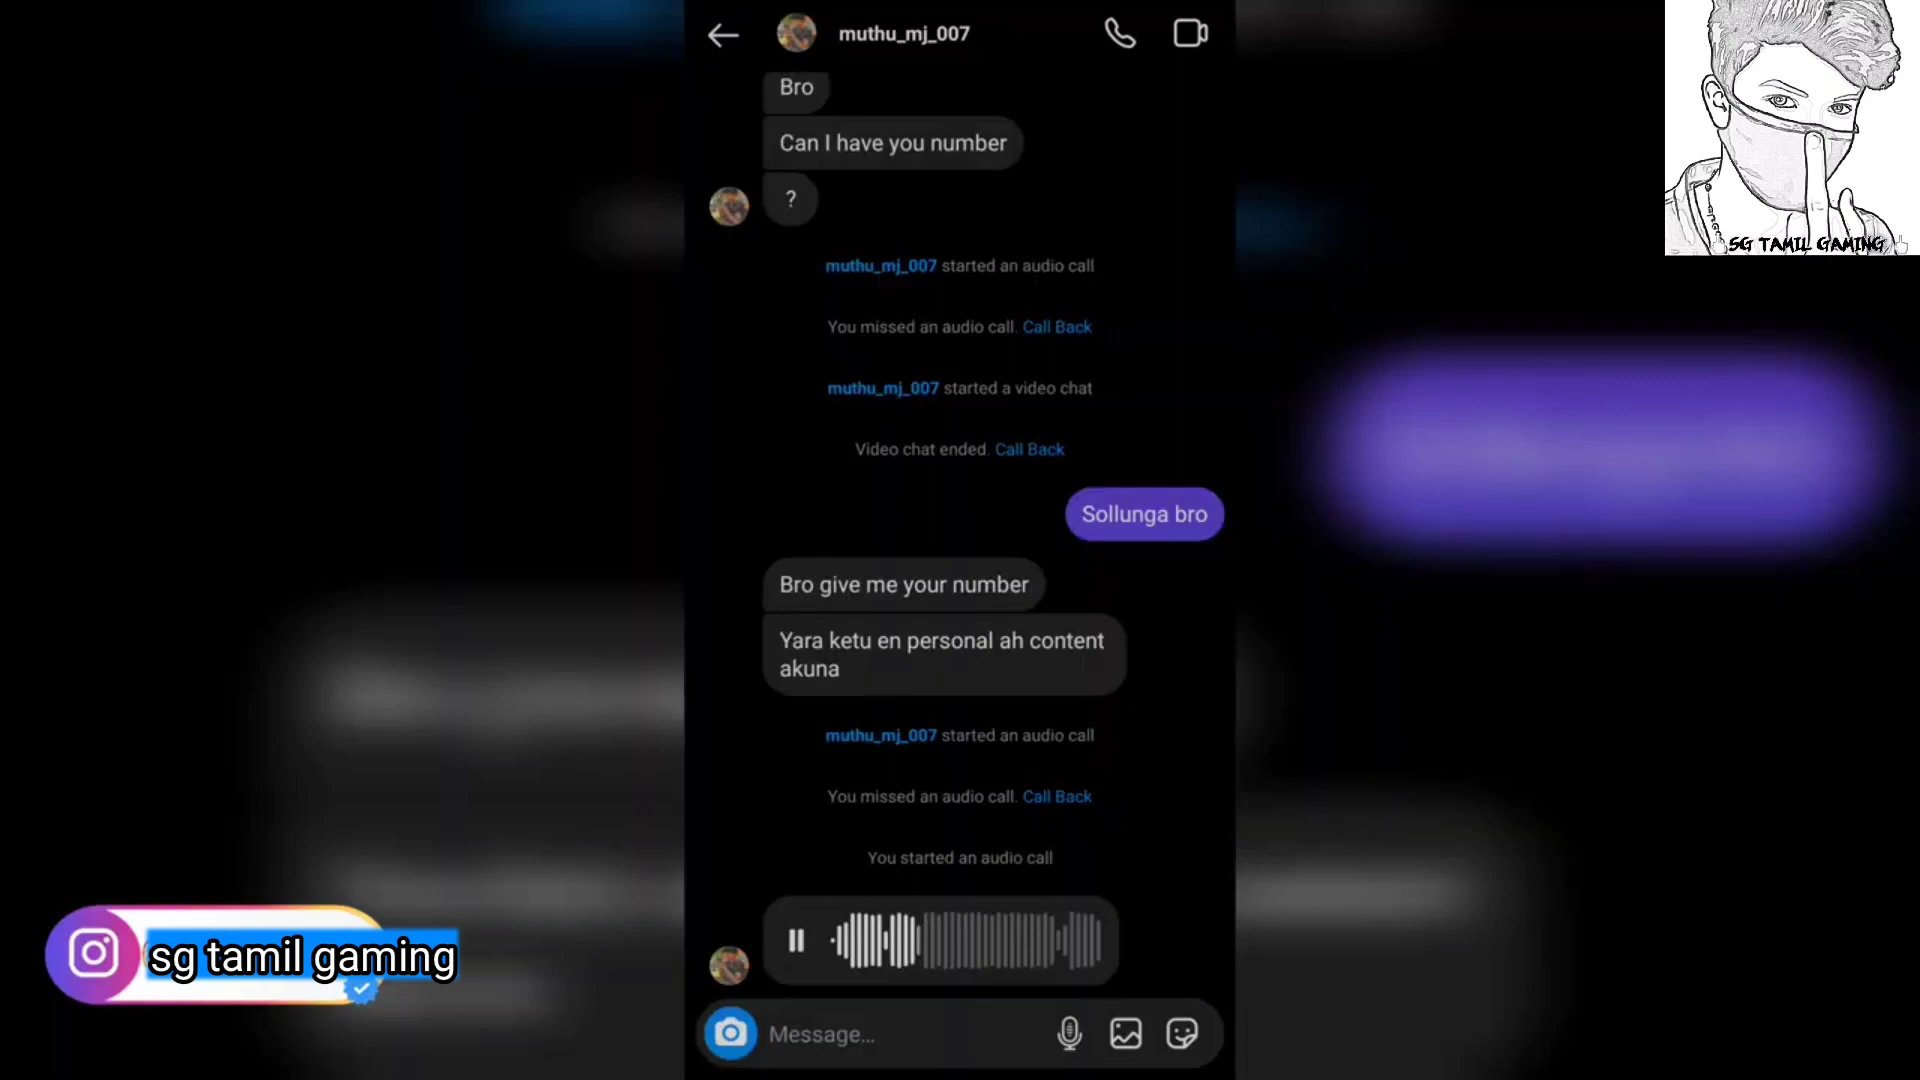 muthu_mj_007
Bro
Can I have you number
?
muthu_mj_007 started an audio call
You missed an audio call. Call Back
muthu_mj_007 started a video chat
Video chat ended. Call Back
Sollunga bro
Bro give me your number
Yara ketu en personal ah content
akuna
muthu_mj_007 started an audio call
You missed an audio call. Call Back
You started an audio call
Message...
SG TAMIL GAMING
sg tamil gaming